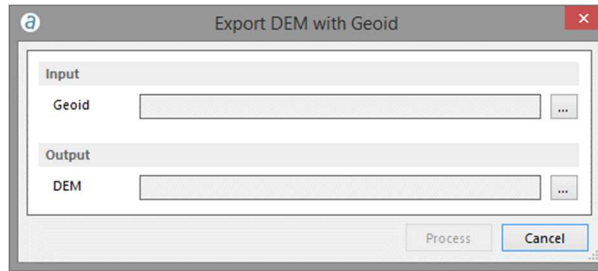 a Export DEM with Geoid x
Input
Geoid ...
Output
DEM ...
Process Cancel